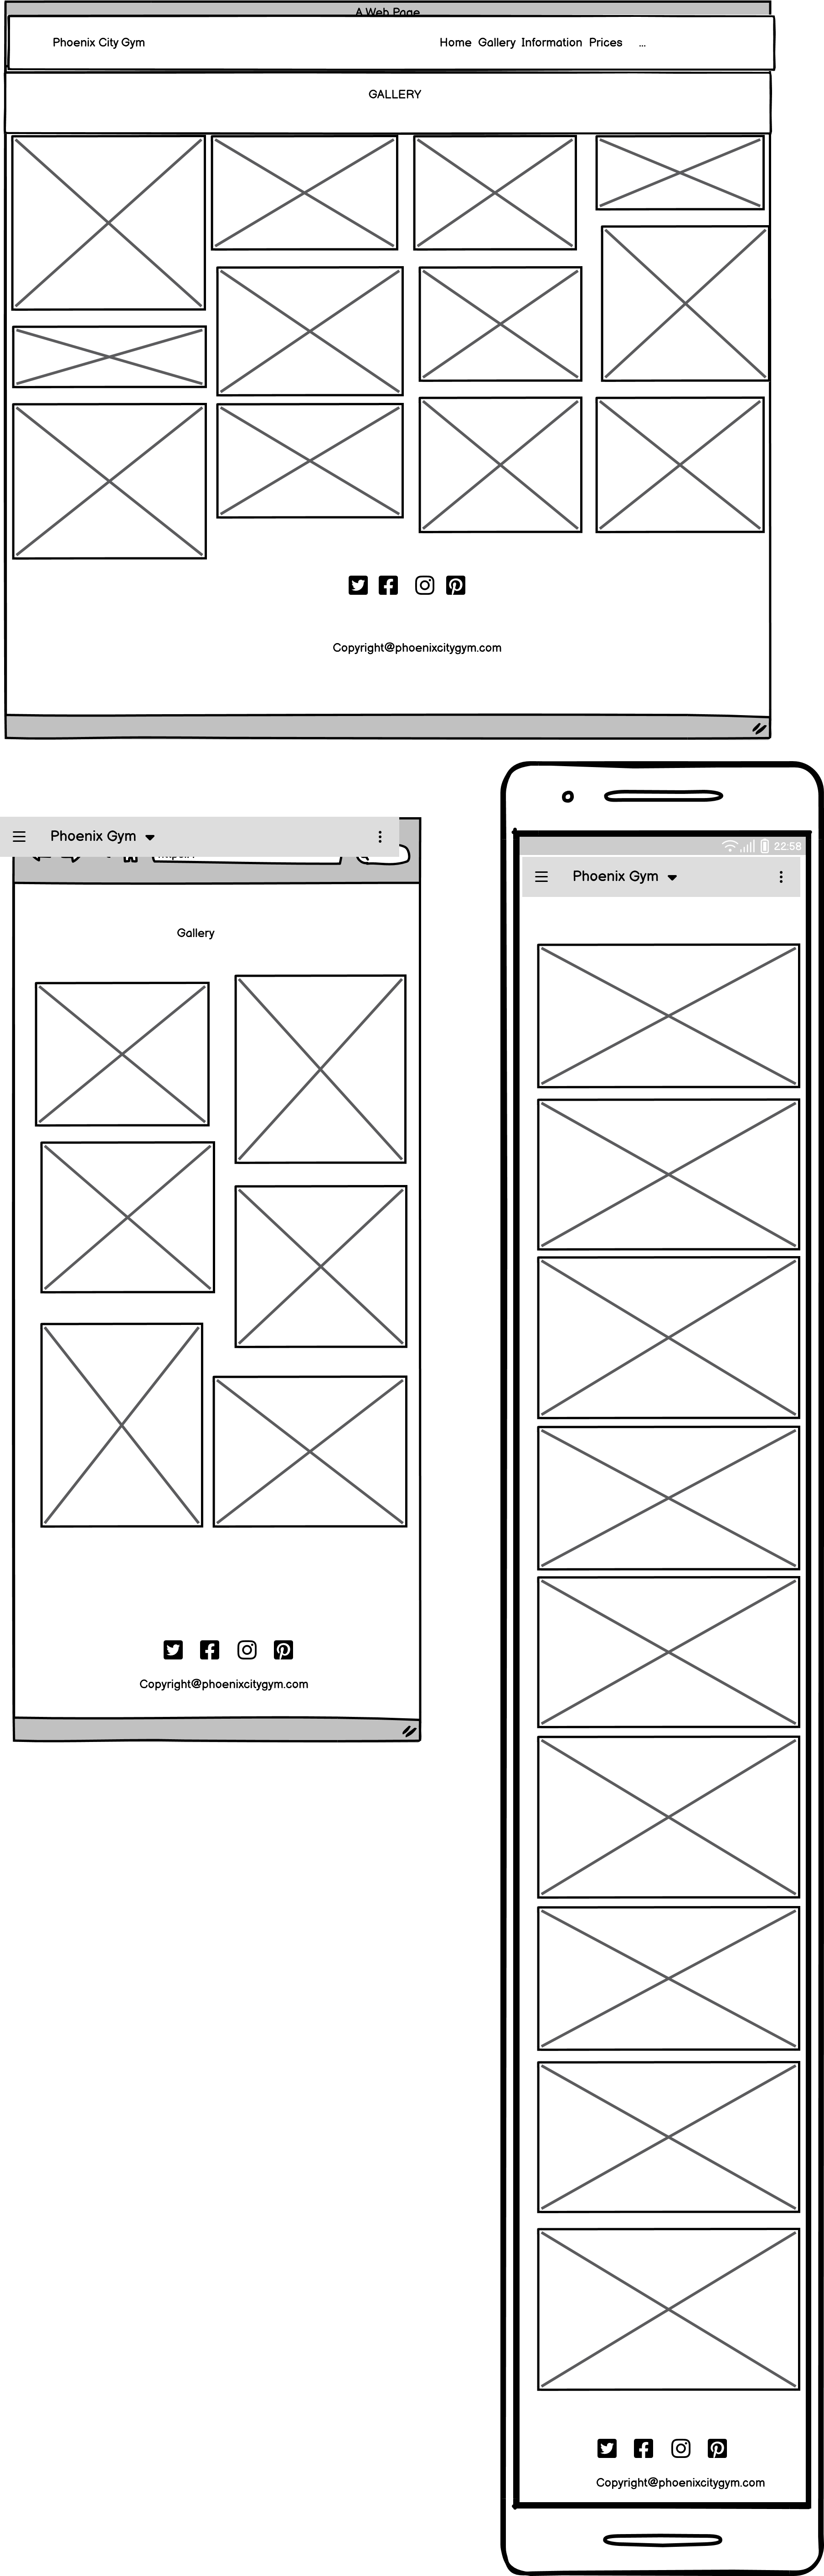 A Web Page
Phoenix City Gym
Home Gallery Information Prices ...
GALLERY
Copyright@phoenixcitygym.com
Phoenix Gym
Gallery
Copyright@phoenixcitygym.com
22:58
Phoenix Gym
Copyright@phoenixcitygym.com